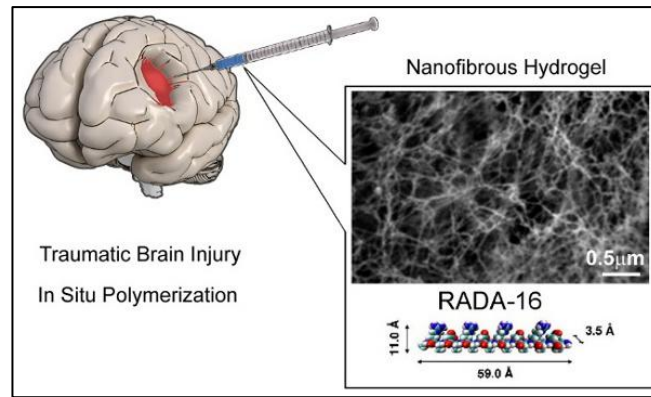 Nanofibrous Hydrogel
0.5μm
Traumatic Brain Injury
In Situ Polymerization
RADA-16
11.0 Å
3.5 Å
59.0 Å